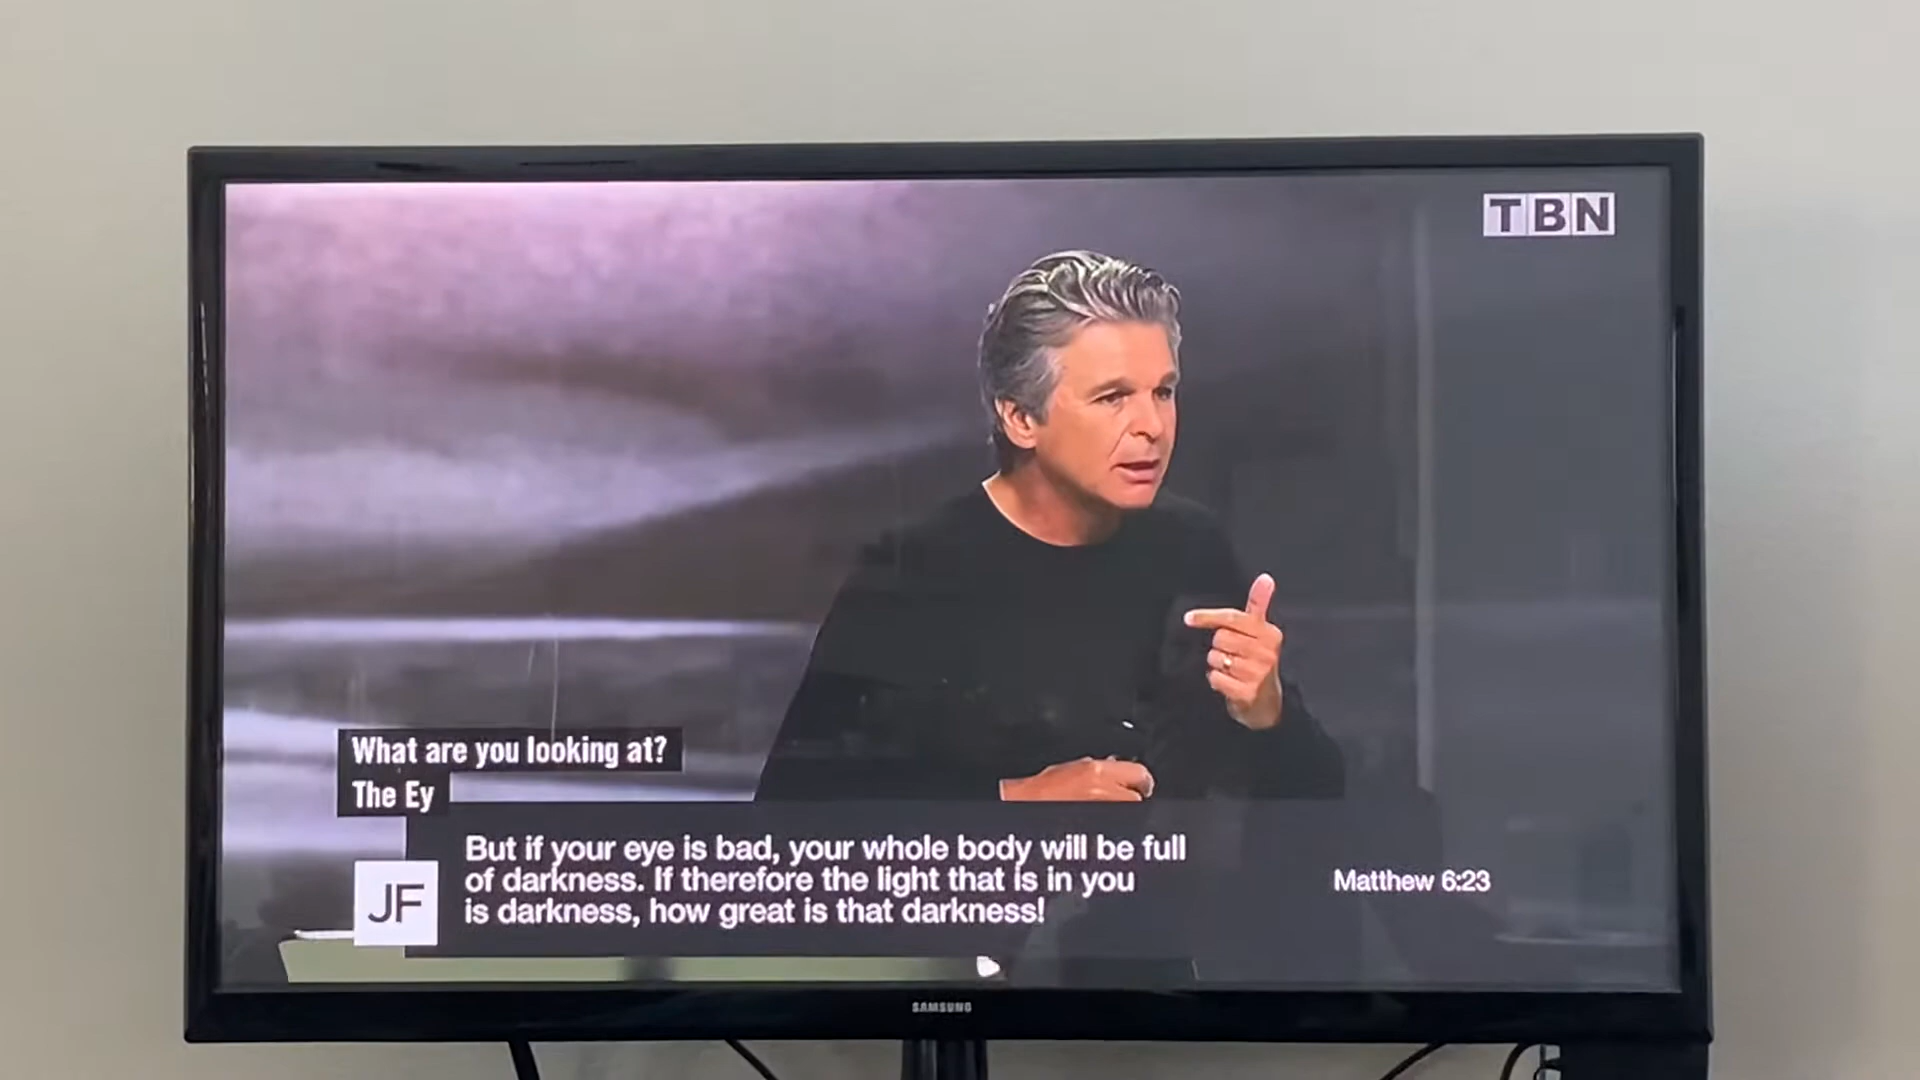 TBN
What are you looking at?
The Ey
But if your eye is bad, your whole body will be full
of darkness. If therefore the light that is in you
is darkness, how great is that darkness!
JF
Matthew 6:23
SAMSUNG